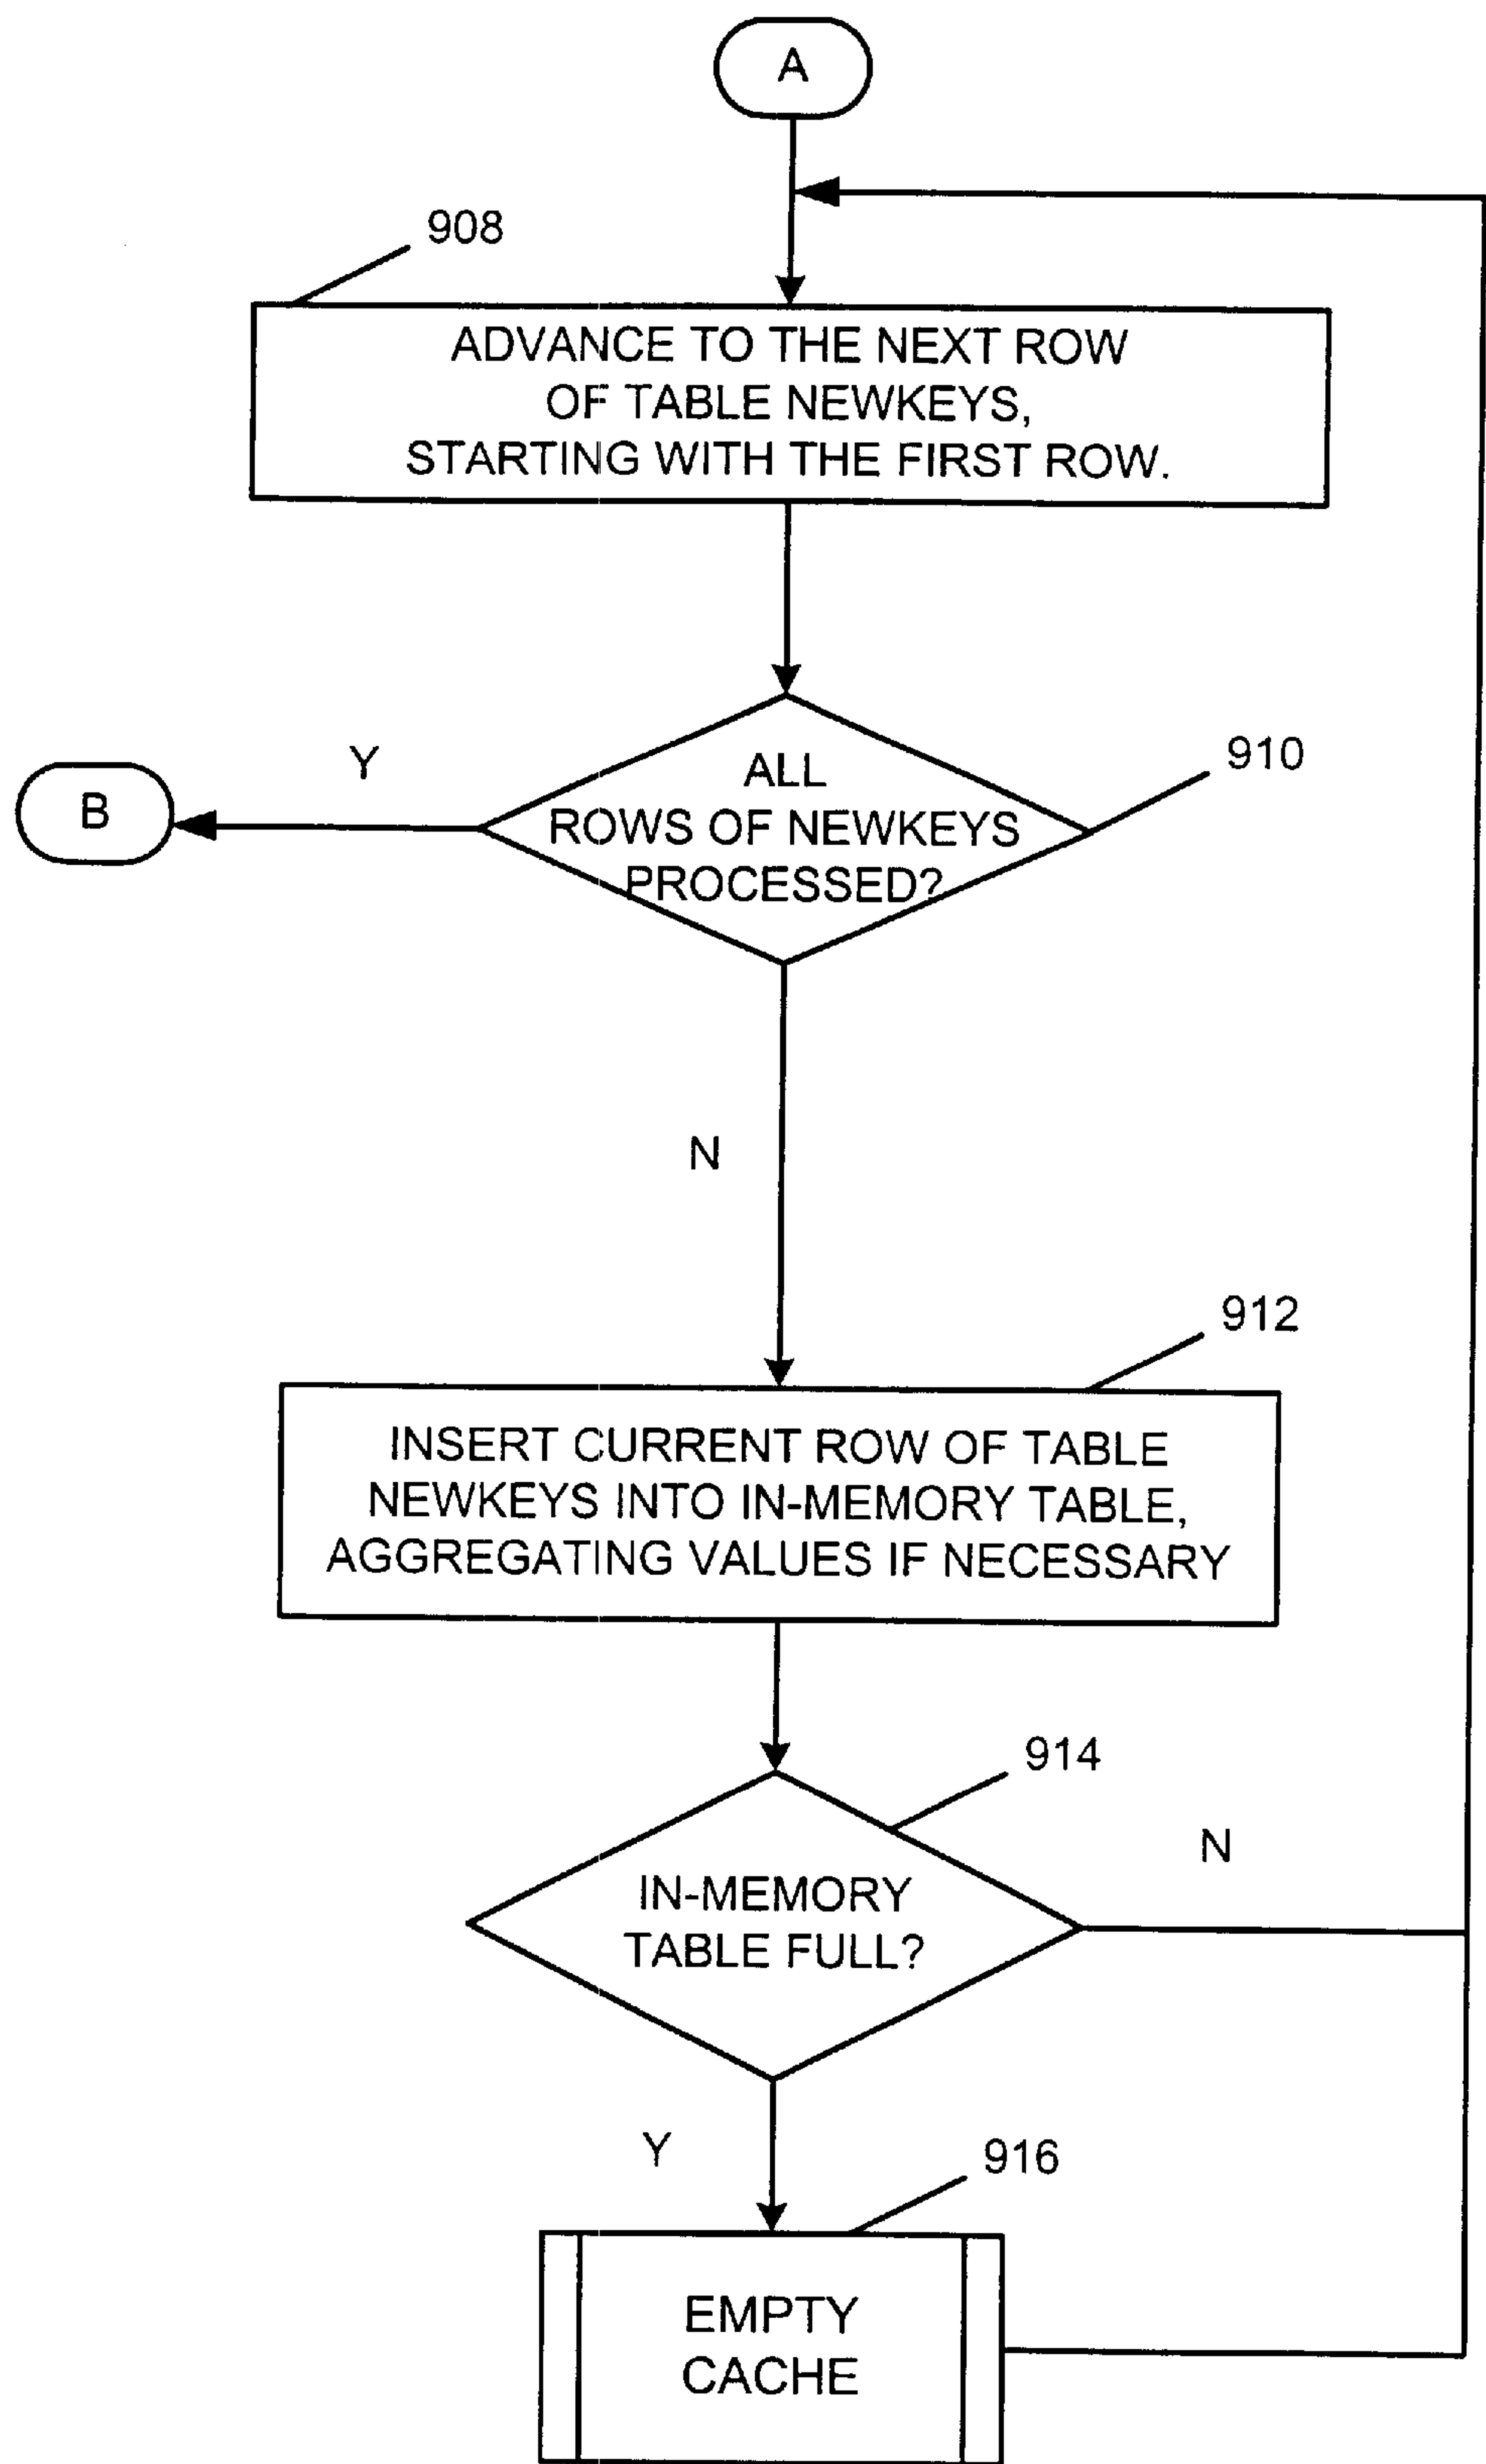 A
908
ADVANCE TO THE NEXT ROW
OF TABLE NEWKEYS,
STARTING WITH THE FIRST ROW.
Y
B
ALL
ROWS OF NEWKEYS
PROCESSED?
910
N
912
INSERT CURRENT ROW OF TABLE
NEWKEYS INTO IN-MEMORY TABLE,
AGGREGATING VALUES IF NECESSARY
914
N
IN-MEMORY
TABLE FULL?
Y
916
EMPTY
CACHE